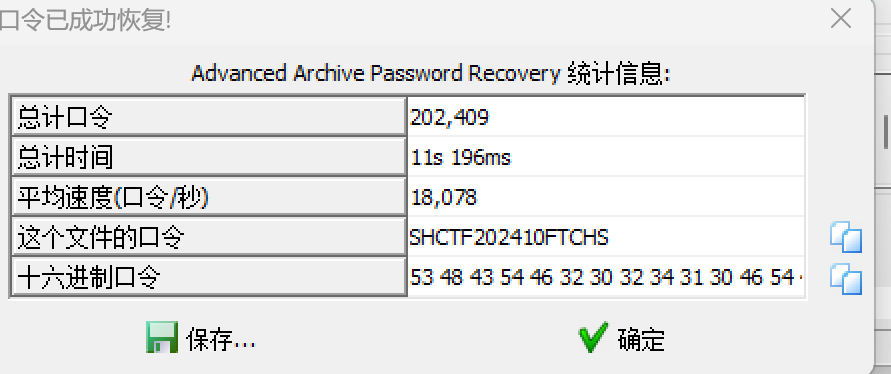 口令已成功恢复!
Advanced Archive Password Recovery 统计信息:
总计口令 202,409
总计时间 11s 196ms
平均速度(口令/秒) 18,078
这个文件的口令 SHCTF202410FTCHS
十六进制口令 53 48 43 54 46 32 30 32 34 31 30 46 54
保存... 确定